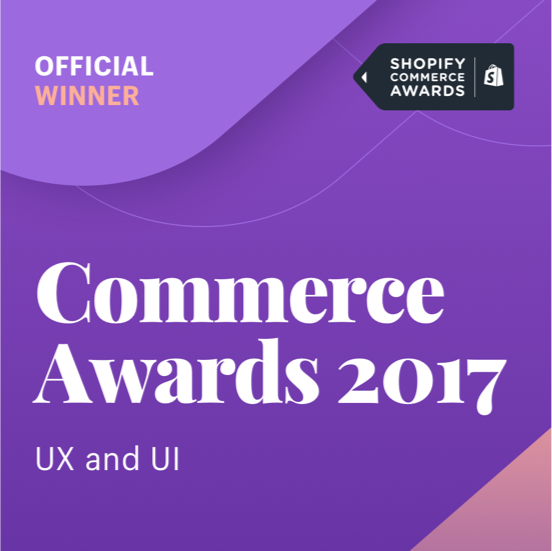 OFFICIAL
WINNER
SHOPIFY
COMMERCE
AWARDS
Commerce
Awards 2017
UX and UI